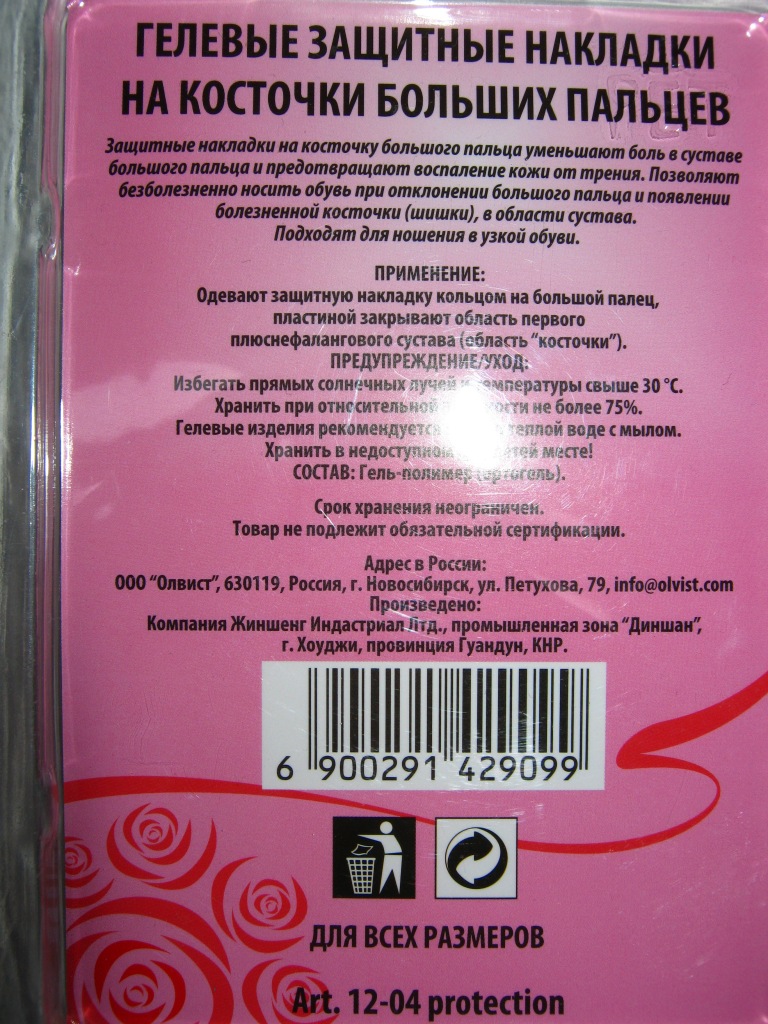 ГЕЛЕВЫЕ ЗАЩИТНЫЕ НАКЛАДКИ
НА КОСТОЧКИ БОЛЬШИХ ПАЛЬЦЕВ
Защитные накладки на косточку большого пальца уменьшают боль в суставе
большого пальца и предотвращают воспаление кожи от трения. Позволяют
безболезненно носить обувь при отклонении большого пальца и появлении
болезненной косточки (шишки), в области сустава.
Подходят для ношения в узкой обуви.
ПРИМЕНЕНИЕ:
Одевают защитную накладку кольцом на большой палец,
пластиной закрывают область первого
плюснефалангового сустава (область "косточки").
ПРЕДУПРЕЖДЕНИЕ/УХОД:
Избегать прямых солнечных лучей и температуры свыше 30 °С.
Хранить при относительной не более 75%.
Гелевые изделия рекомендуется теплой воде с мылом.
Хранить в недоступном детей месте!
СОСТАВ: Гель-полимер (ортогель).
Срок хранения неограничен.
Товар не подлежит обязательной сертификации.
Адрес в России:
ООО "Олвист", 630119, Россия, г. Новосибирск, ул. Петухова, 79, info@olvist.com
Произведено:
Компания Жиншенг Индастриал Лтд., промышленная зона "Диншан",
г. Хоуджи, провинция Гуандун, КНР.
6 900291 429099
ДЛЯ ВСЕХ РАЗМЕРОВ
Art. 12-04 protection